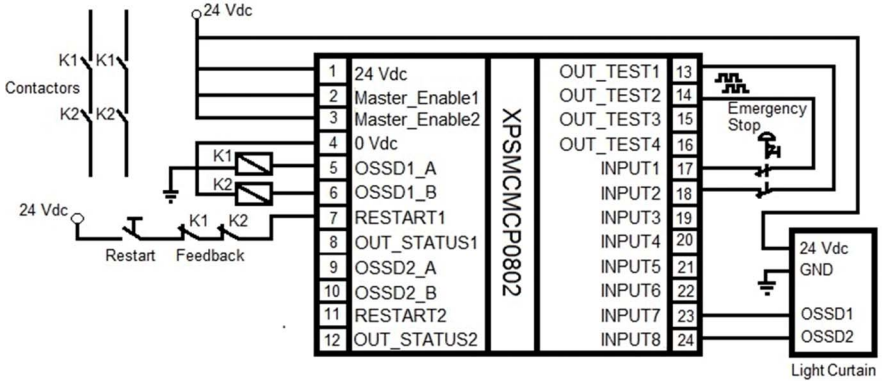 24 Vdc
K1 K1
Contactors
K2 K2
1 24 Vdc
2 Master_Enable1
3 Master_Enable2
4 0 Vdc
5 OSSD1_A
6 OSSD1_B
7 RESTART1
8 OUT_STATUS1
9 OSSD2_A
10 OSSD2_B
11 RESTART2
12 OUT_STATUS2
K1
K2
24 Vdc
K1 K2
Restart Feedback
XPSMCMCP0802
OUT_TEST1 13
OUT_TEST2 14
OUT_TEST3 15
OUT_TEST4 16
INPUT1 17
INPUT2 18
INPUT3 19
INPUT4 20
INPUT5 21
INPUT6 22
INPUT7 23
INPUT8 24
Emergency
Stop
24 Vdc
GND
OSSD1
OSSD2
Light Curtain